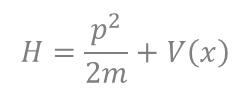 H = p²/2m + V(x)